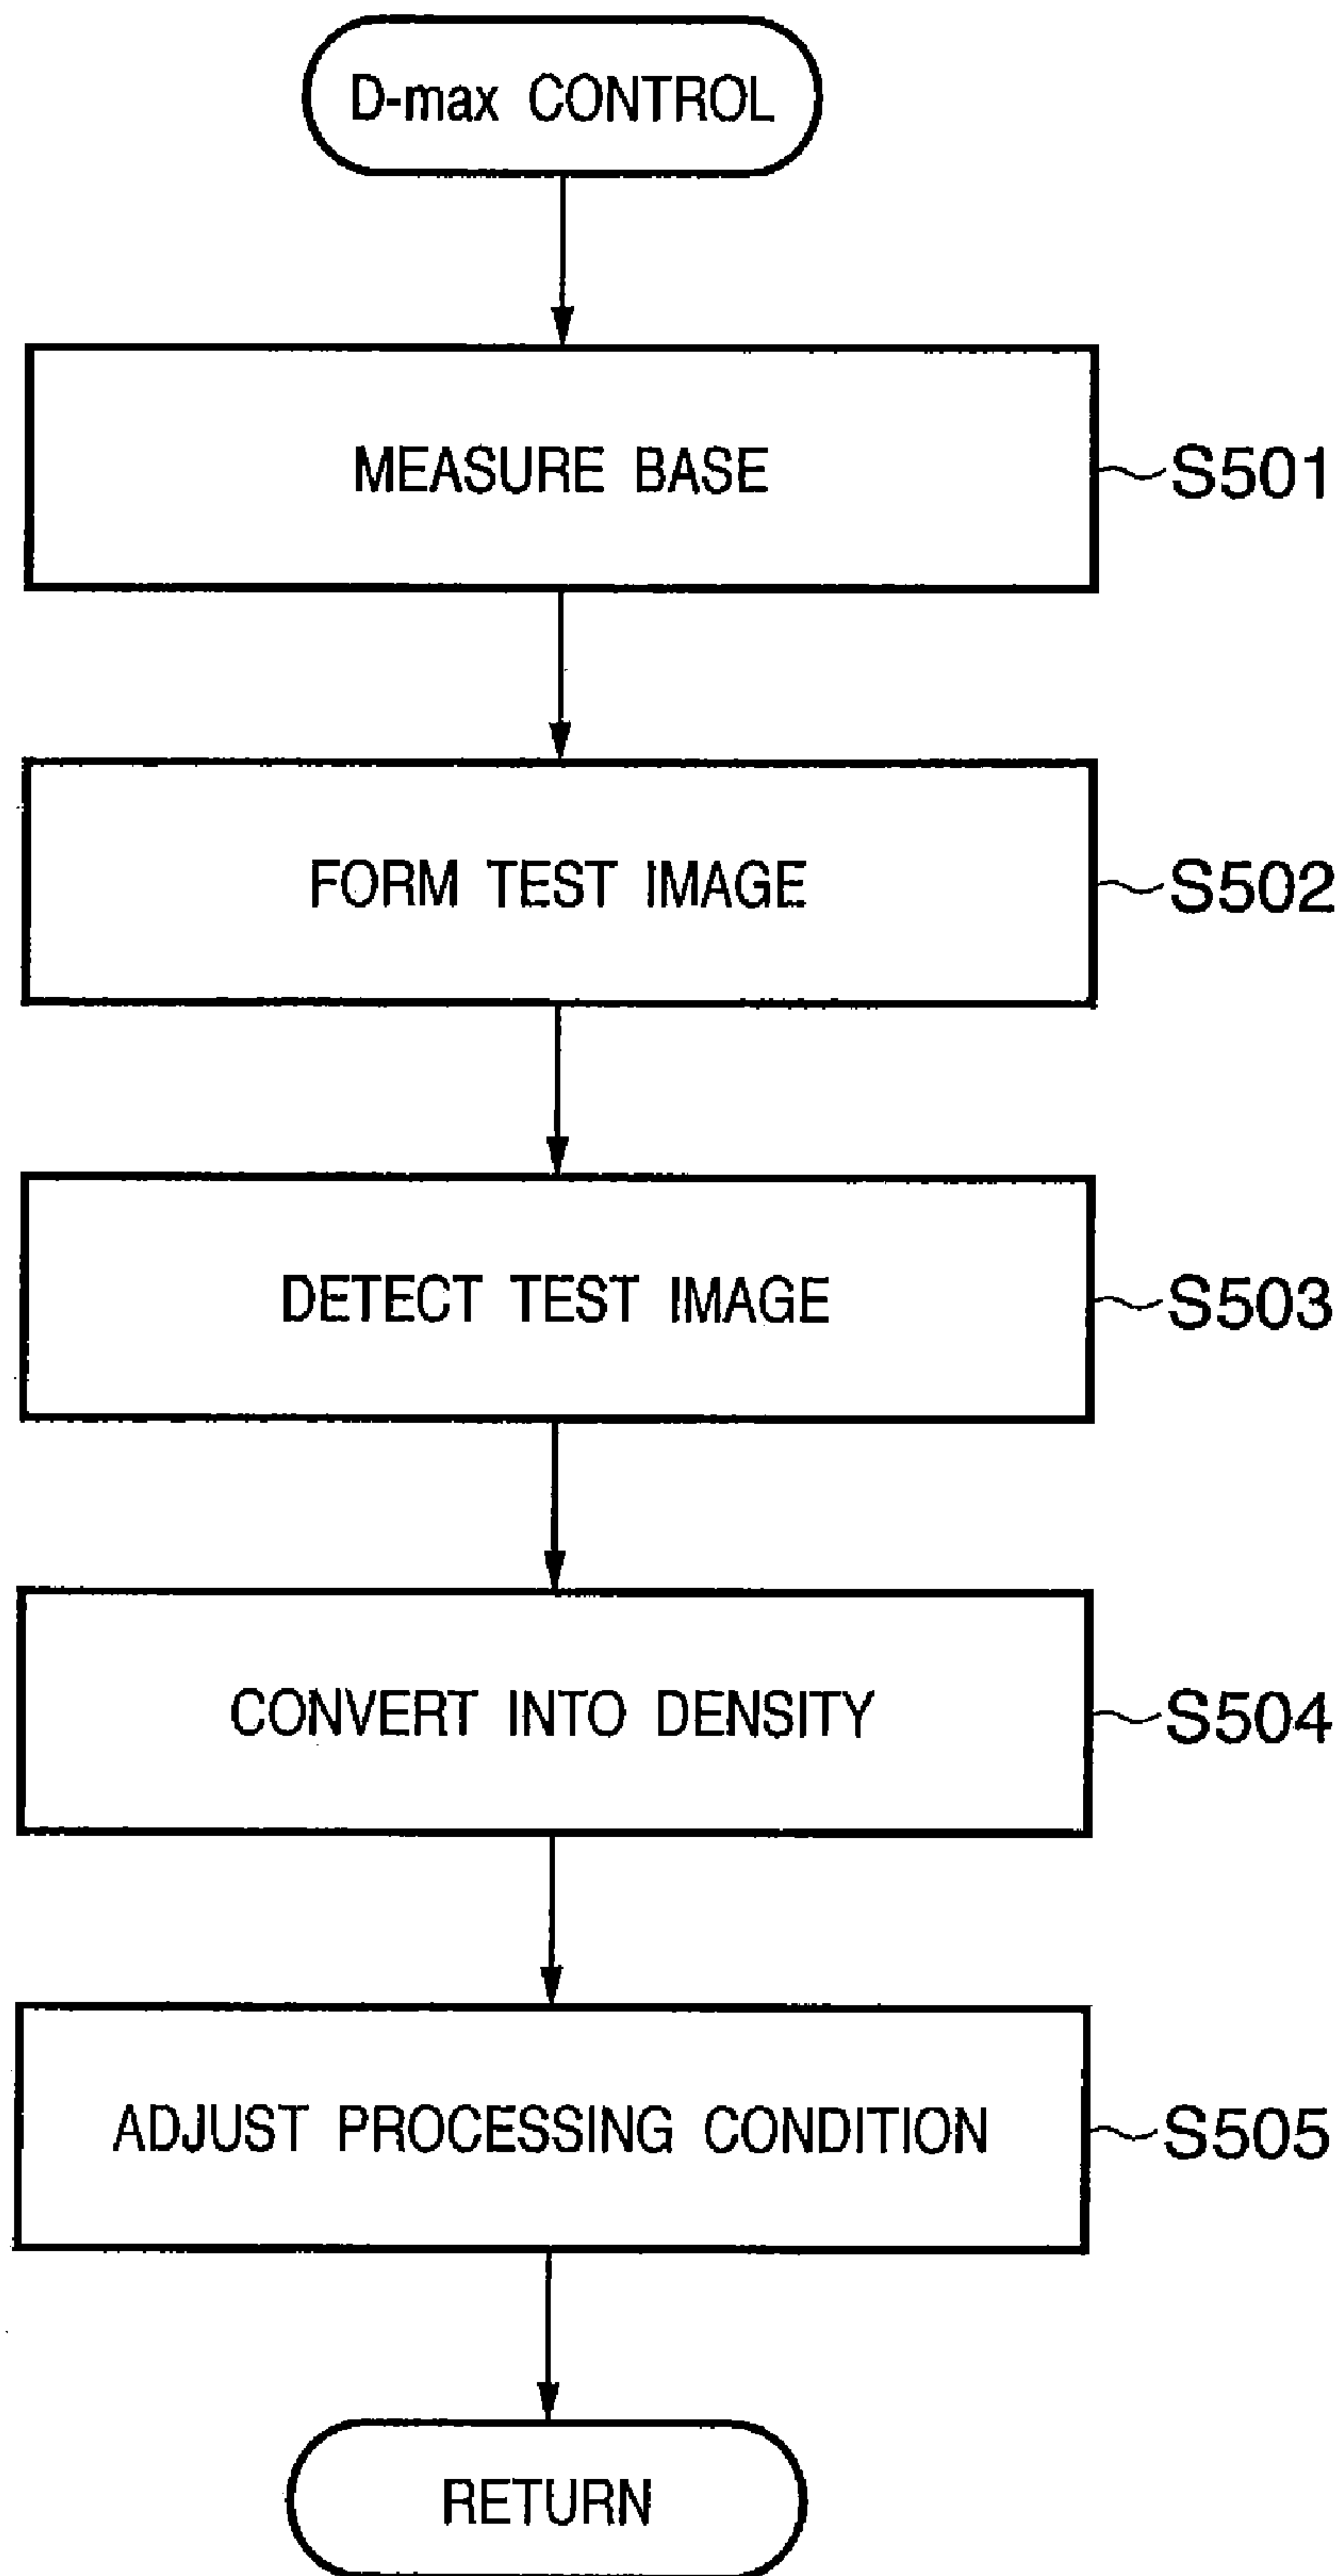 D-max CONTROL
MEASURE BASE
S501
FORM TEST IMAGE
S502
DETECT TEST IMAGE
S503
CONVERT INTO DENSITY
S504
ADJUST PROCESSING CONDITION
S505
RETURN